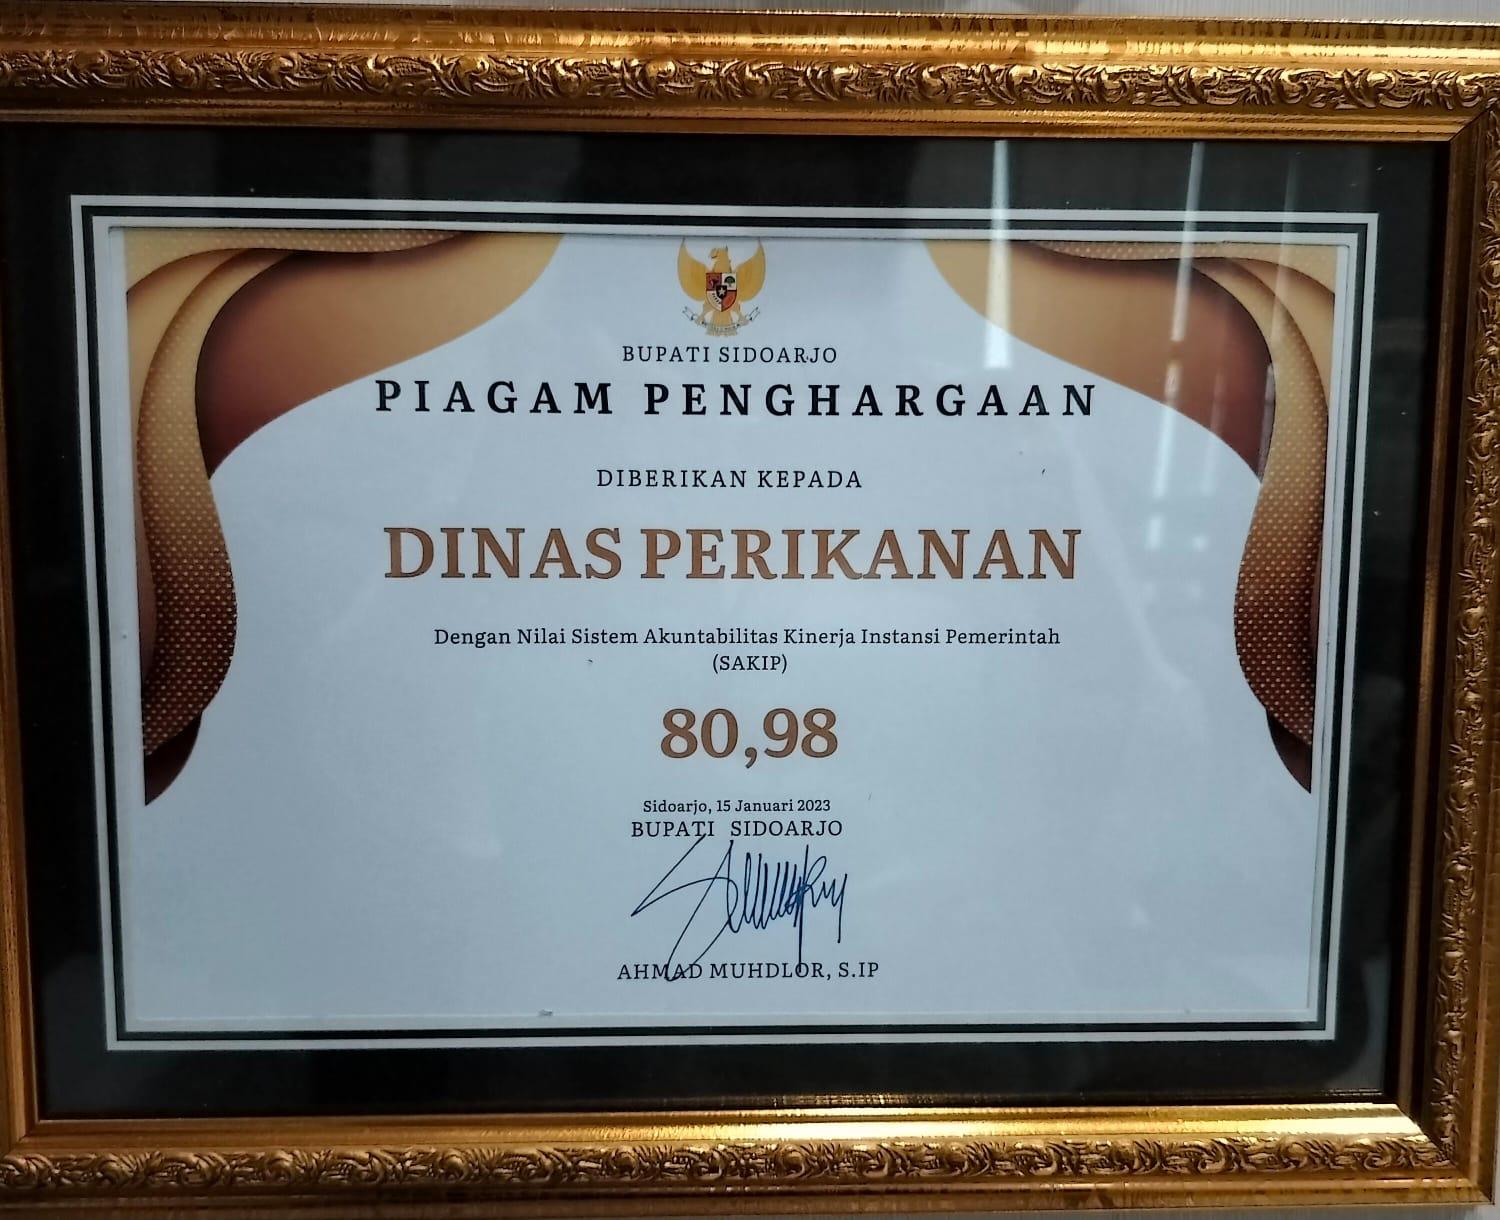 BUPATI SIDOARJO
PIAGAM PENGHARGAAN
DIBERIKAN KEPADA
DINAS PERIKANAN
Dengan Nilai Sistem Akuntabilitas Kinerja Instansi Pemerintah
(SAKIP)
80,98
Sidoarjo, 15 Januari 2023
BUPATI SIDOARJO
AHMAD MUHDLOR, S.IP